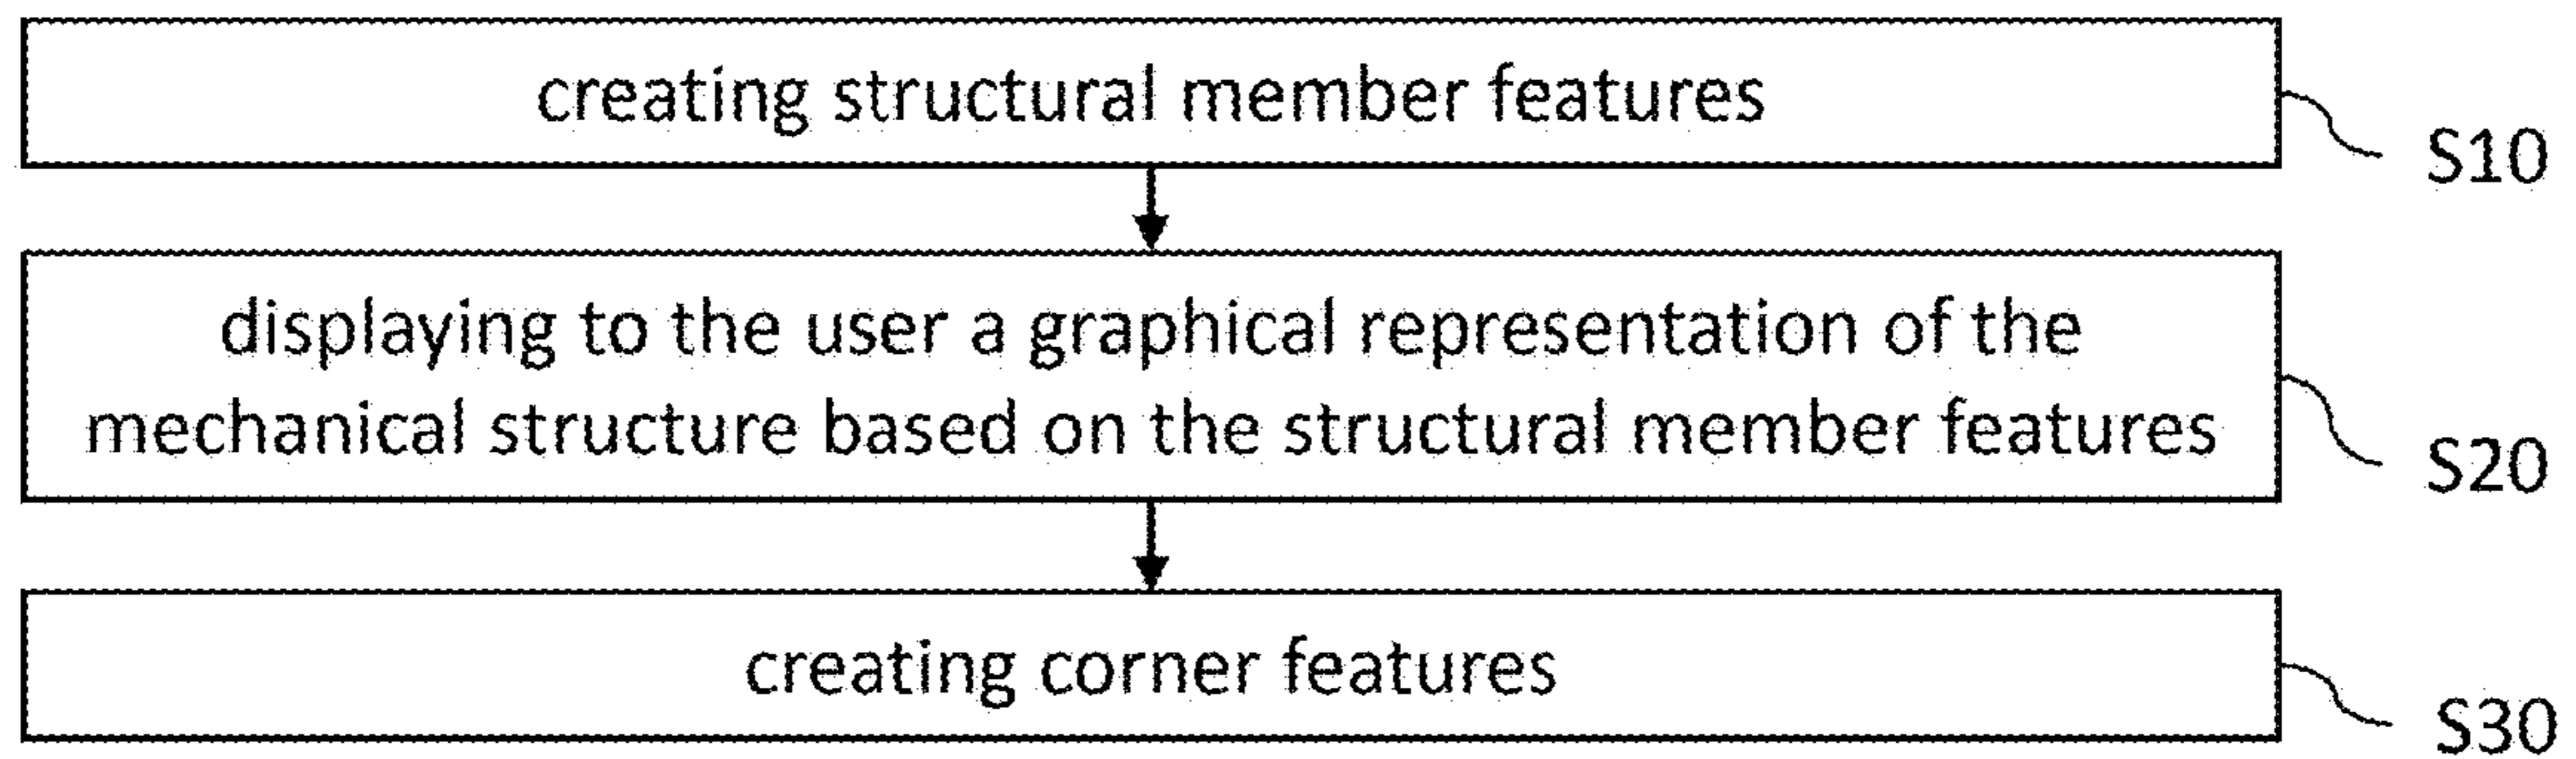 creating structural member features
S10
displaying to the user a graphical representation of the
mechanical structure based on the structural member features
S20
creating corner features
S30